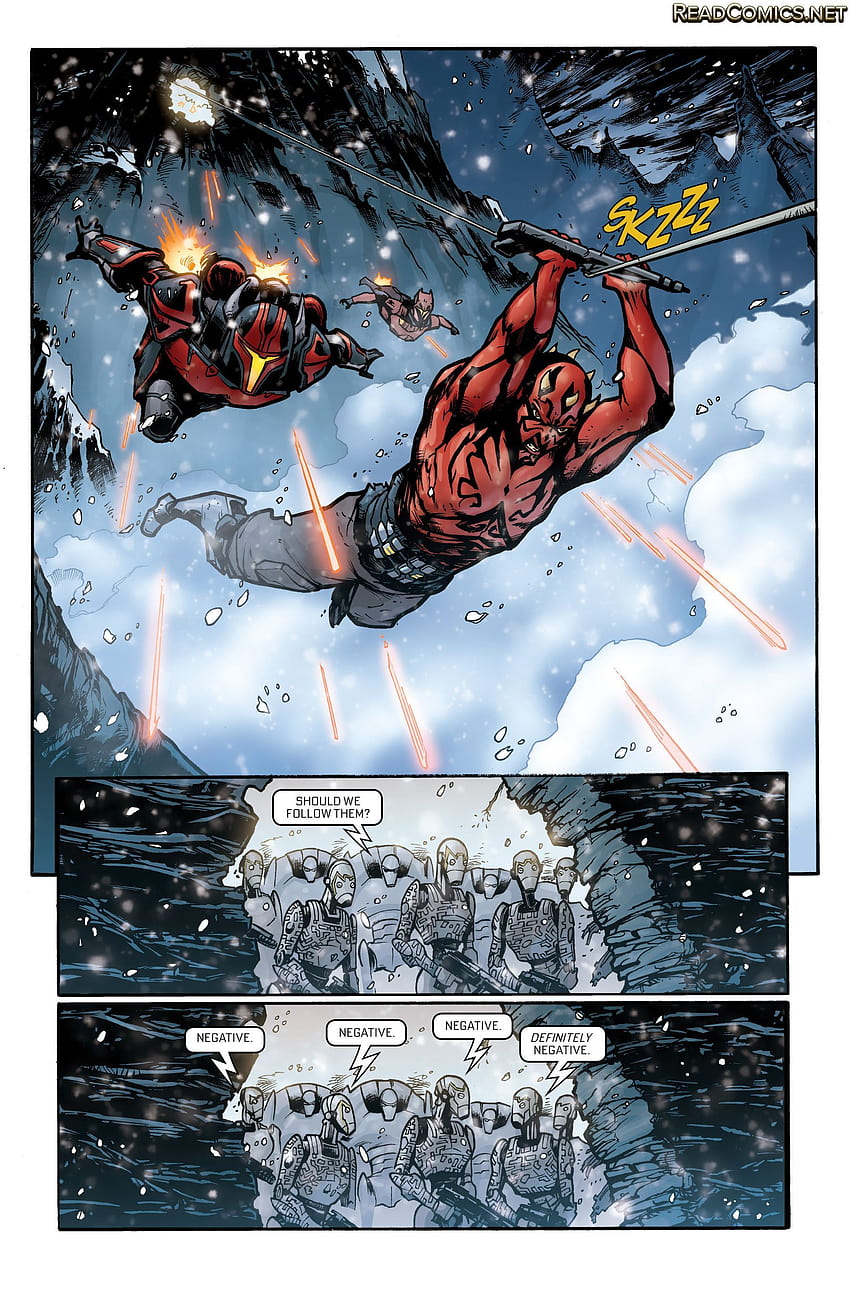 READCOMICS.NET
SKZZZ
SHOULD WE
FOLLOW THEM?
NEGATIVE.
NEGATIVE.
NEGATIVE.
DEFINITELY
NEGATIVE.